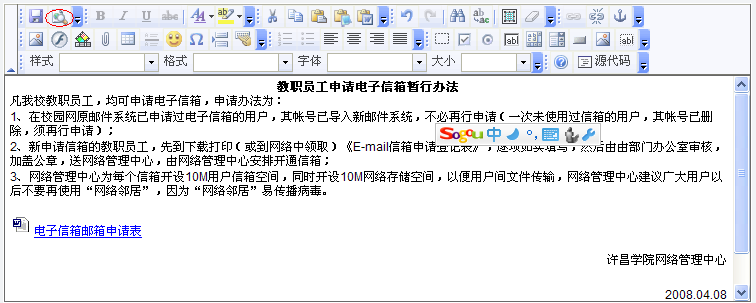 B I U abc A ab
样式 格式 字体 大小 源代码
教职员工申请电子信箱暂行办法
凡我校教职员工，均可申请电子信箱，申请办法为：
1、在校园网原邮件系统已申请过电子信箱的用户，其帐号已导入新邮件系统，不必再行申请（一次未使用过信箱的用户，其帐号已删
除，须再行申请）；
Sogou 中
2、新申请信箱的教职员工，先到下载打印（或到网络中领取）《E-mail信箱申请登记表》，逐项如实填写，然后由由部门办公室审核，
加盖公章，送网络管理中心，由网络管理中心安排开通信箱；
3、网络管理中心为每个信箱开设10M用户信箱空间，同时开设10M网络存储空间，以便用户间文件传输，网络管理中心建议广大用户以
后不要再使用“网络邻居”，因为“网络邻居”易传播病毒。
电子信箱邮箱申请表
许昌学院网络管理中心
2008.04.08